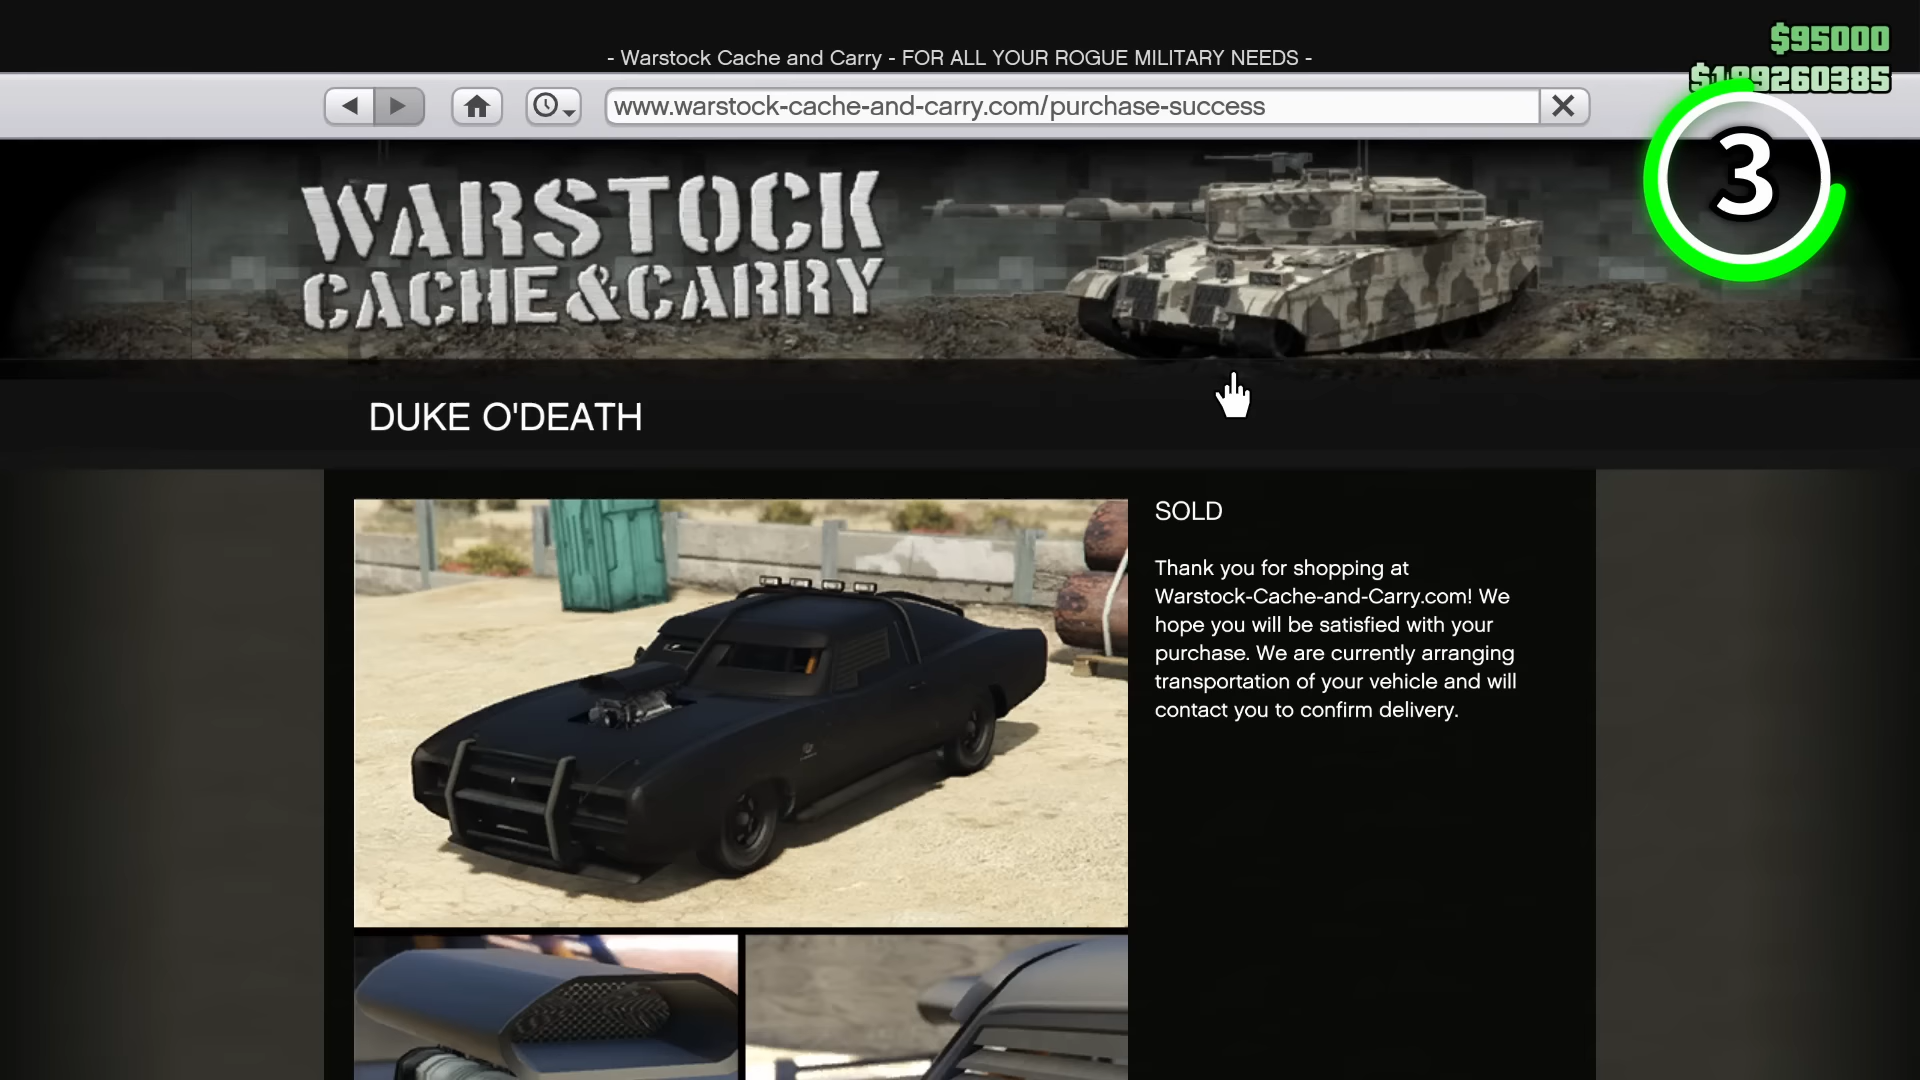 $95000
- Warstock Cache and Carry - FOR ALL YOUR ROGUE MILITARY NEEDS -
$199260385
www.warstock-cache-and-carry.com/purchase-success
3
WARSTOCK
CACHE&CARRY
DUKE O'DEATH
SOLD
Thank you for shopping at
Warstock-Cache-and-Carry.com! We
hope you will be satisfied with your
purchase. We are currently arranging
transportation of your vehicle and will
contact you to confirm delivery.